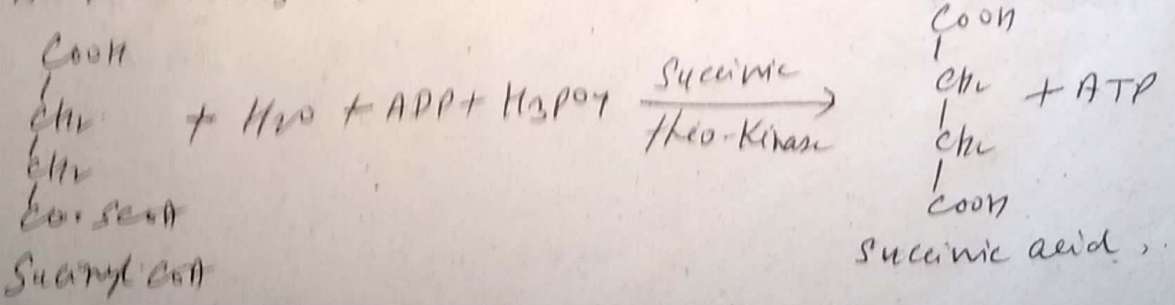 COOH
CH2
CH2
CO.SCOA
Sucinyl COA
+ H2O + ADP + H3PO4
Succinic
thio-Kinase
COOH
CH2
CH2
COOH
+ ATP
Succinic acid,